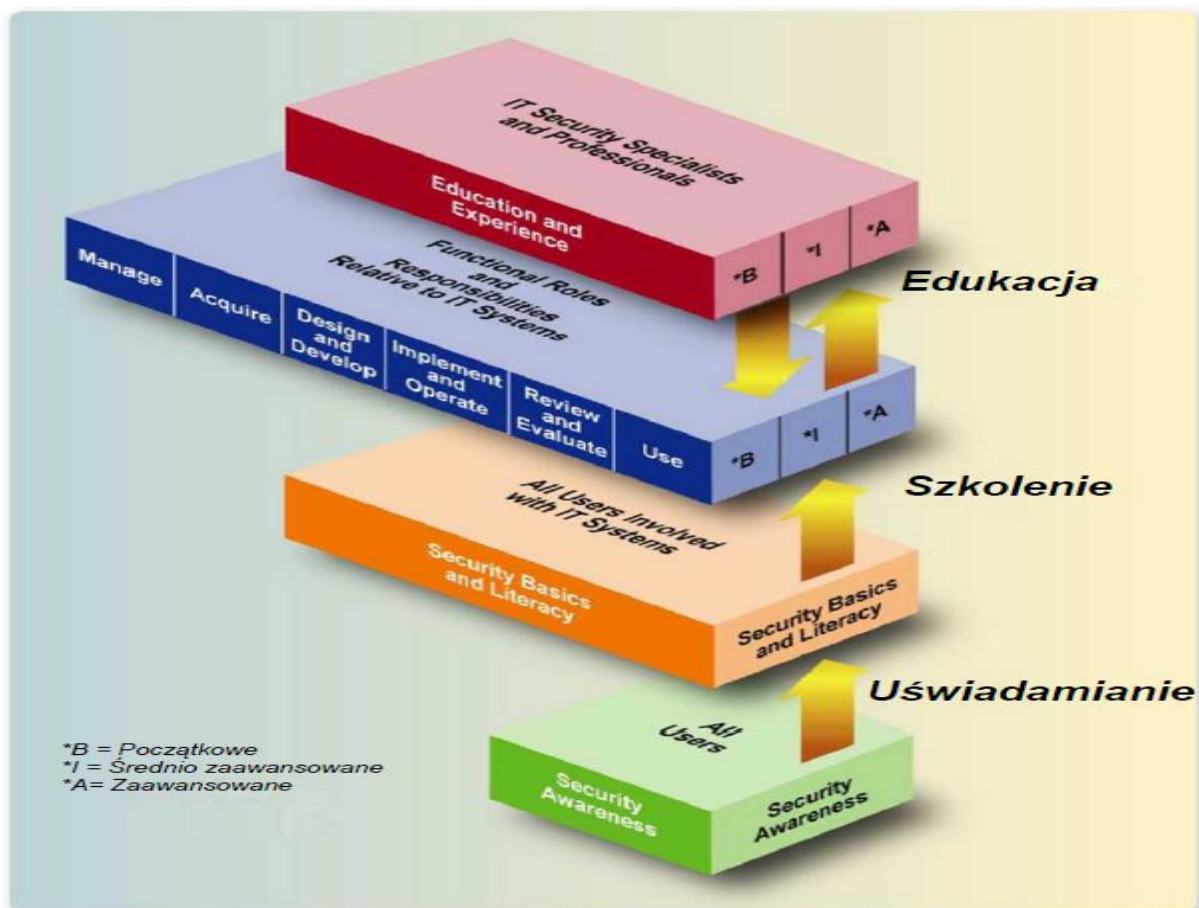 IT Security Specialists
and Professionals
Education and
Experience
*B
*I
*A
Edukacja
Functional Roles
and
Responsibilities
Relative to IT Systems
Manage
Acquire
Design
and
Develop
Implement
and
Operate
Review
and
Evaluate
Use
*B
*I
*A
Szkolenie
All Users Involved
with IT Systems
Security Basics
and Literacy
Security Basics
and Literacy
Uświadamianie
All
Users
Security
Awareness
Security
Awareness
*B = Początkowe
*I = Średnio zaawansowane
*A= Zaawansowane